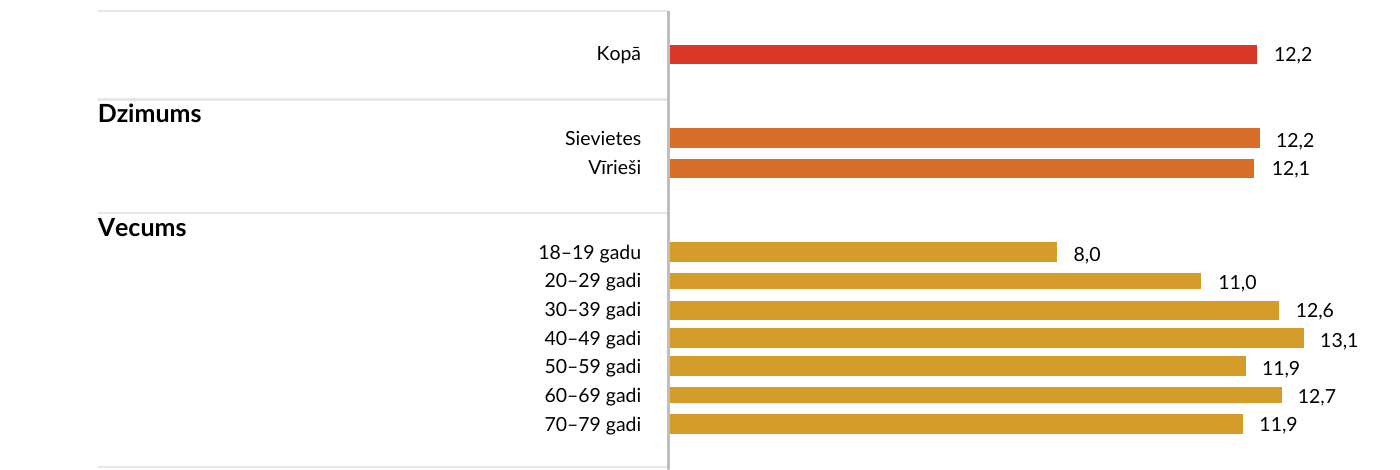 Kopā 12,2
Dzimums
Sievietes 12,2
Vīrieši 12,1
Vecums
18–19 gadu 8,0
20–29 gadi 11,0
30–39 gadi 12,6
40–49 gadi 13,1
50–59 gadi 11,9
60–69 gadi 12,7
70–79 gadi 11,9